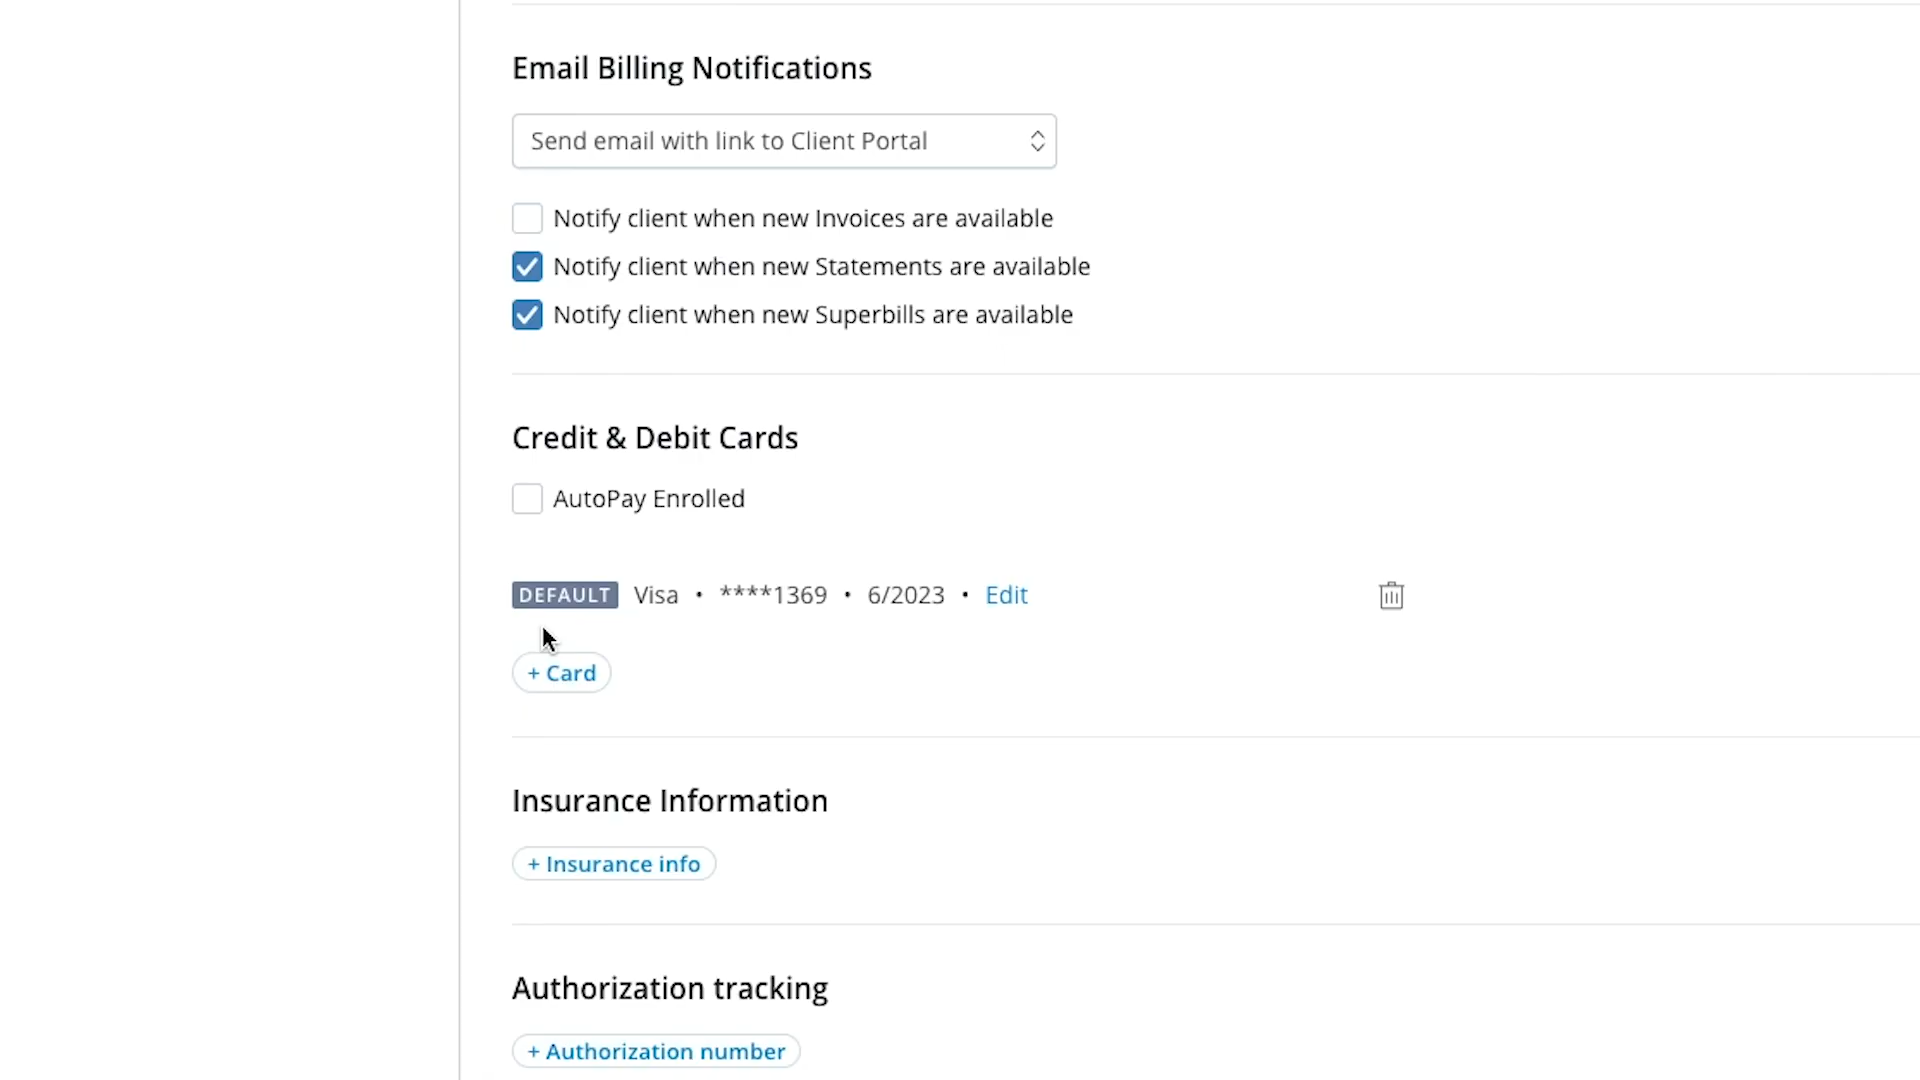 Email Billing Notifications
Send email with link to Client Portal
Notify client when new Invoices are available
Notify client when new Statements are available
Notify client when new Superbills are available
Credit & Debit Cards
AutoPay Enrolled
DEFAULT Visa • ****1369 • 6/2023 • Edit
+ Card
Insurance Information
+ Insurance info
Authorization tracking
+ Authorization number